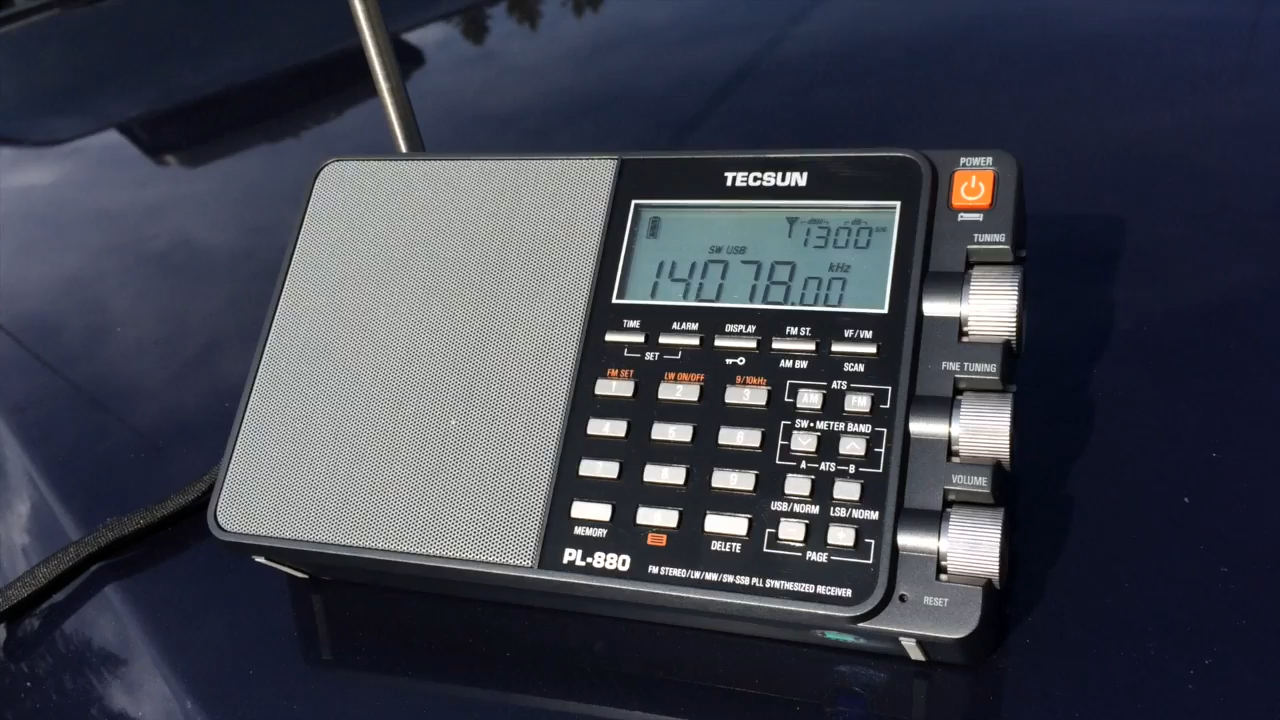 POWER
TECSUN
1300
SW USB
kHz
14078.00
TUNING
TIME
ALARM
DISPLAY
FM ST.
VF/VM
SET
AM BW
SCAN
FINE TUNING
FM SET
LW ON/OFF
9/10kHz
ATS
1
2
3
AM
FM
SW • METER BAND
4
5
6
A—ATS—B
7
8
9
VOLUME
USB/NORM
LSB/NORM
MEMORY
DELETE
PAGE
PL-880
FM STEREO/LW/MW/SW-SSB PLL SYNTHESIZED RECEIVER
RESET